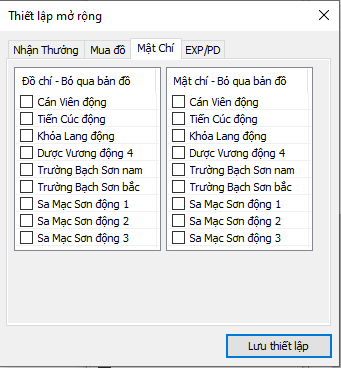 Thiết lập mở rộng
Nhận Thưởng Mua đồ Mật Chí EXP/PD
Đồ chí - Bỏ qua bản đồ
Cán Viên động
Tiến Cúc động
Khỏa Lang động
Dược Vương động 4
Trường Bạch Sơn nam
Trường Bạch Sơn bắc
Sa Mạc Sơn động 1
Sa Mạc Sơn động 2
Sa Mạc Sơn động 3
Mật chí - Bỏ qua bản đồ
Cán Viên động
Tiến Cúc động
Khỏa Lang động
Dược Vương động 4
Trường Bạch Sơn nam
Trường Bạch Sơn bắc
Sa Mạc Sơn động 1
Sa Mạc Sơn động 2
Sa Mạc Sơn động 3
Lưu thiết lập